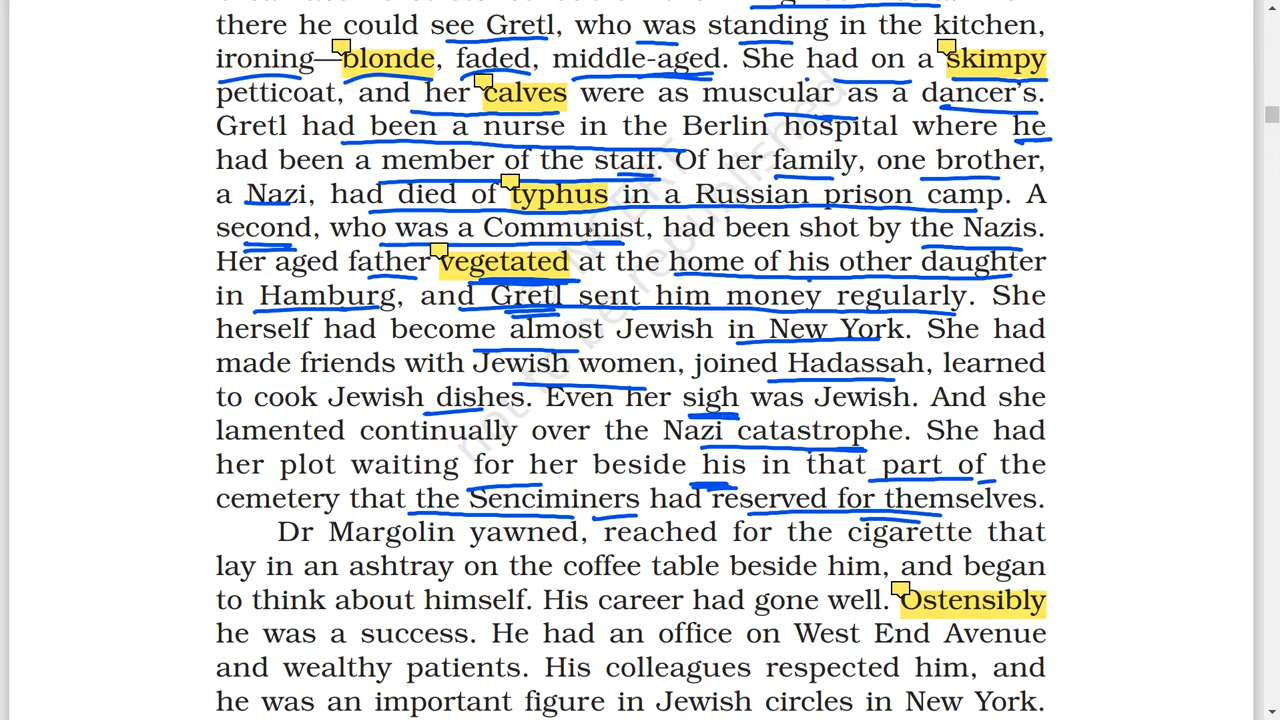 there he could see Gretl, who was standing in the kitchen,
ironing—blonde, faded, middle-aged. She had on a skimpy
petticoat, and her calves were as muscular as a dancer's.
Gretl had been a nurse in the Berlin hospital where he
had been a member of the staff. Of her family, one brother,
a Nazi, had died of typhus in a Russian prison camp. A
second, who was a Communist, had been shot by the Nazis.
Her aged father vegetated at the home of his other daughter
in Hamburg, and Gretl sent him money regularly. She
herself had become almost Jewish in New York. She had
made friends with Jewish women, joined Hadassah, learned
to cook Jewish dishes. Even her sigh was Jewish. And she
lamented continually over the Nazi catastrophe. She had
her plot waiting for her beside his in that part of the
cemetery that the Senciminers had reserved for themselves.
Dr Margolin yawned, reached for the cigarette that
lay in an ashtray on the coffee table beside him, and began
to think about himself. His career had gone well. Ostensibly
he was a success. He had an office on West End Avenue
and wealthy patients. His colleagues respected him, and
he was an important figure in Jewish circles in New York.
not to be republished